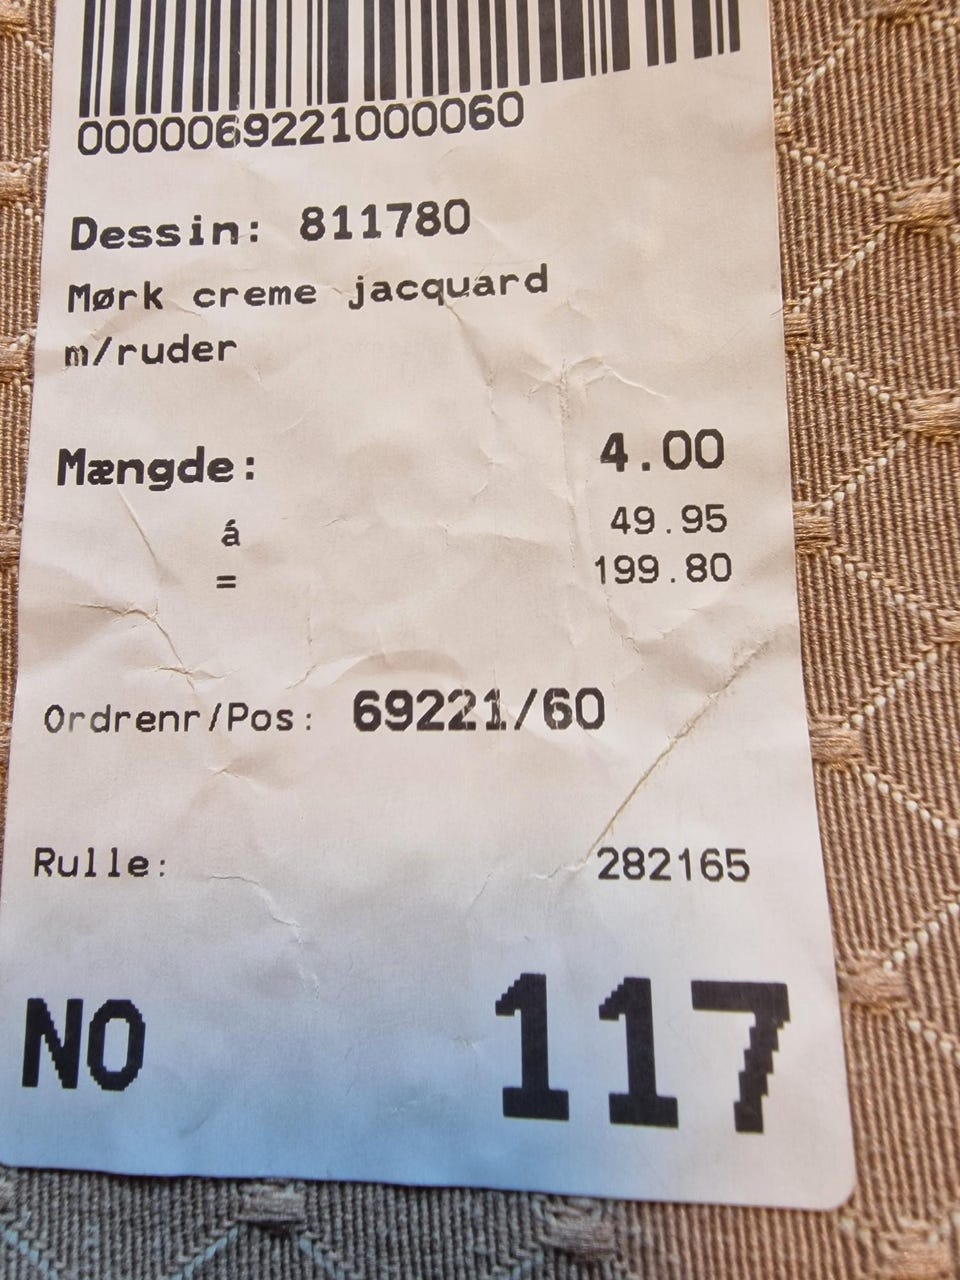 0000069221000060
Dessin: 811780
Mørk creme jacquard
m/ruder
Mængde: 4.00
á 49.95
= 199.80
Ordrenr/Pos: 69221/60
Rulle: 282165
NO 117